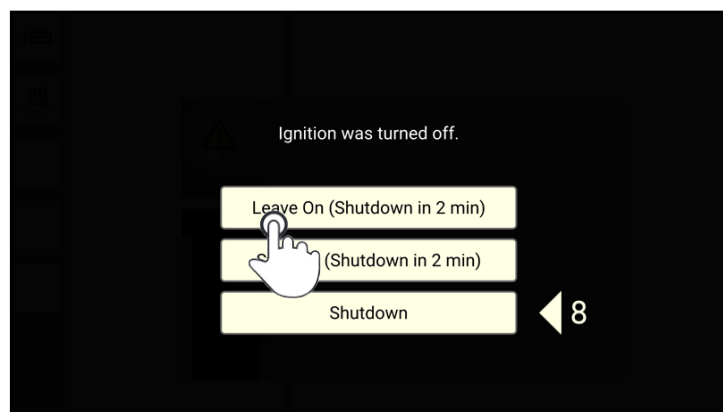 Ignition was turned off.
Leave On (Shutdown in 2 min)
(Shutdown in 2 min)
Shutdown
8